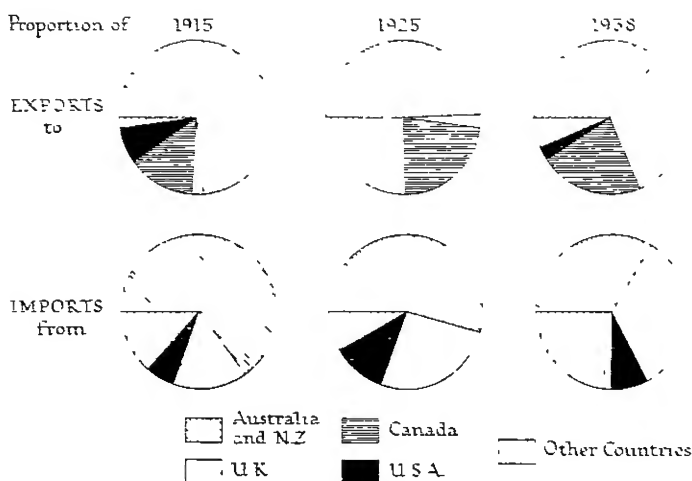 Proportion of 1915 1925 1938
EXPORTS
to
IMPORTS
from
Australia
and N.Z
Canada
Other Countries
U K
U S A